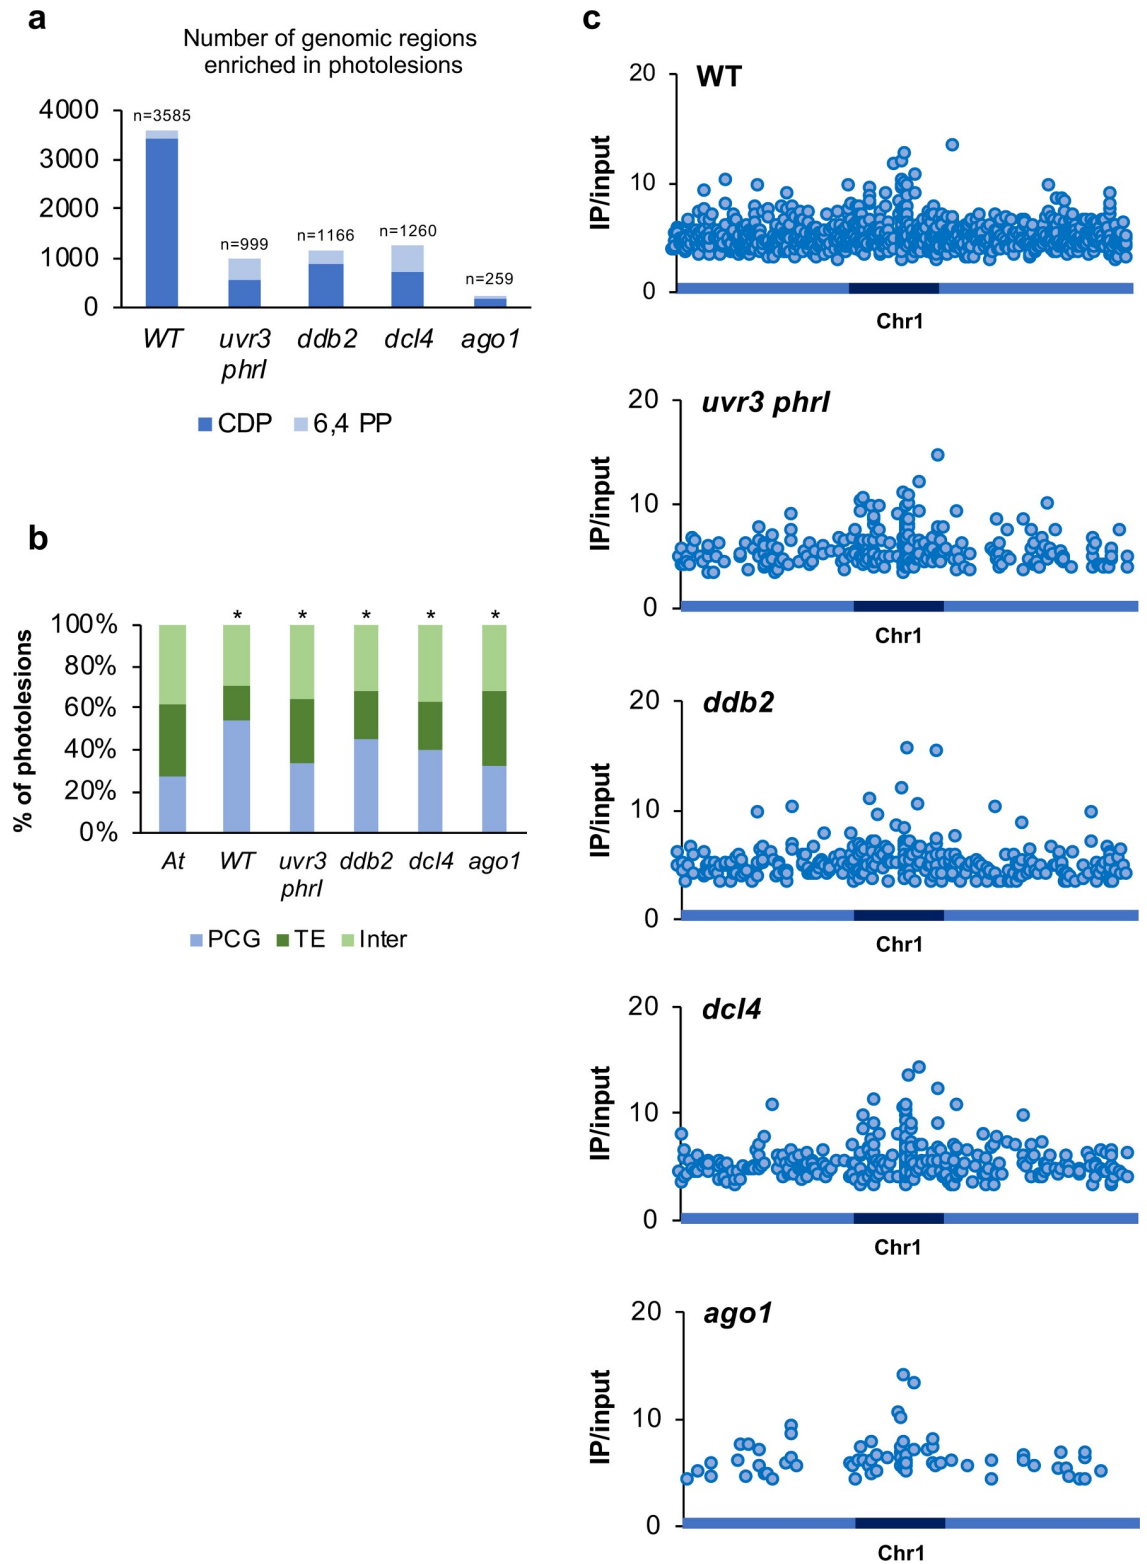 a
Number of genomic regions
enriched in photolesions
4000
3000
2000
1000
0
n=3585
n=999
n=1166
n=1260
n=259
WT
uvr3
phrI
ddb2
dcl4
ago1
CDP
6,4 PP
b
% of photolesions
100%
80%
60%
40%
20%
0%
* * * * *
At
WT
uvr3
phrI
ddb2
dcl4
ago1
PCG
TE
Inter
c
WT
IP/input
20
10
0
Chr1
uvr3 phrI
IP/input
20
10
0
Chr1
ddb2
IP/input
20
10
0
Chr1
dcl4
IP/input
20
10
0
Chr1
ago1
IP/input
20
10
0
Chr1